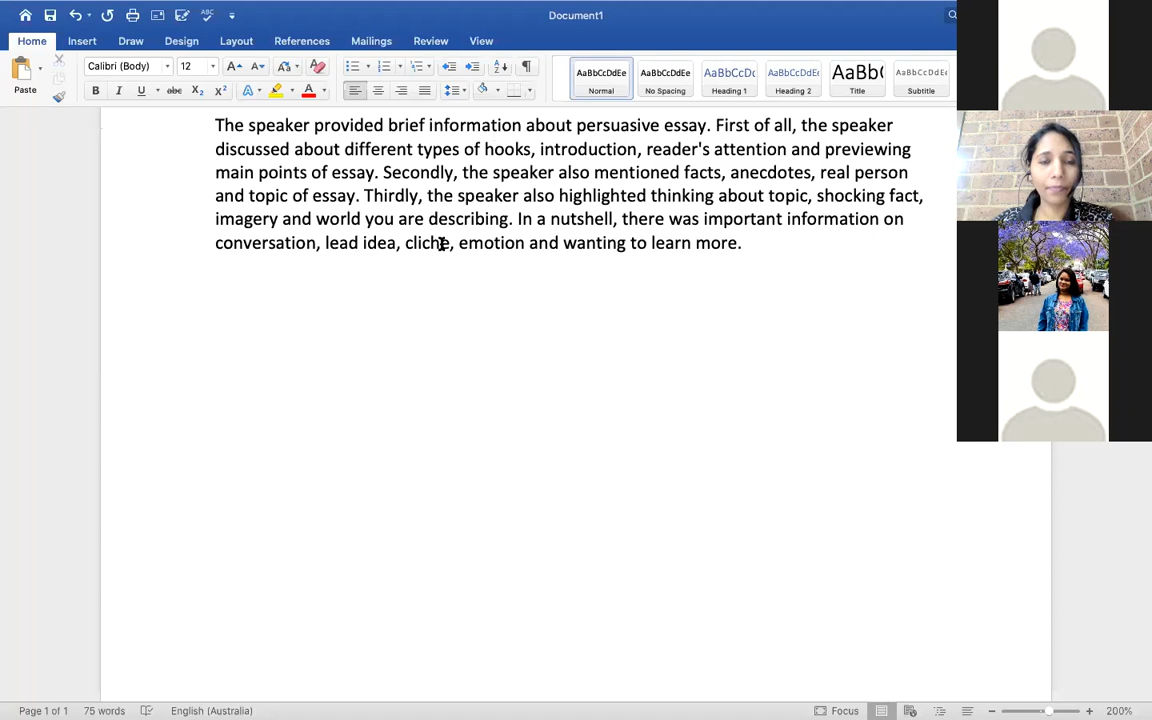 Document1
Home Insert Draw Design Layout References Mailings Review View
Paste
Calibri (Body) 12
AaBbCcDdEe AaBbCcDdEe AaBbCcDc AaBbCcDdEe AaBb( AaBbCcDdEe
Normal No Spacing Heading 1 Heading 2 Title Subtitle
The speaker provided brief information about persuasive essay. First of all, the speaker
discussed about different types of hooks, introduction, reader's attention and previewing
main points of essay. Secondly, the speaker also mentioned facts, anecdotes, real person
and topic of essay. Thirdly, the speaker also highlighted thinking about topic, shocking fact,
imagery and world you are describing. In a nutshell, there was important information on
conversation, lead idea, cliche, emotion and wanting to learn more.
Page 1 of 1 75 words English (Australia) Focus 200%